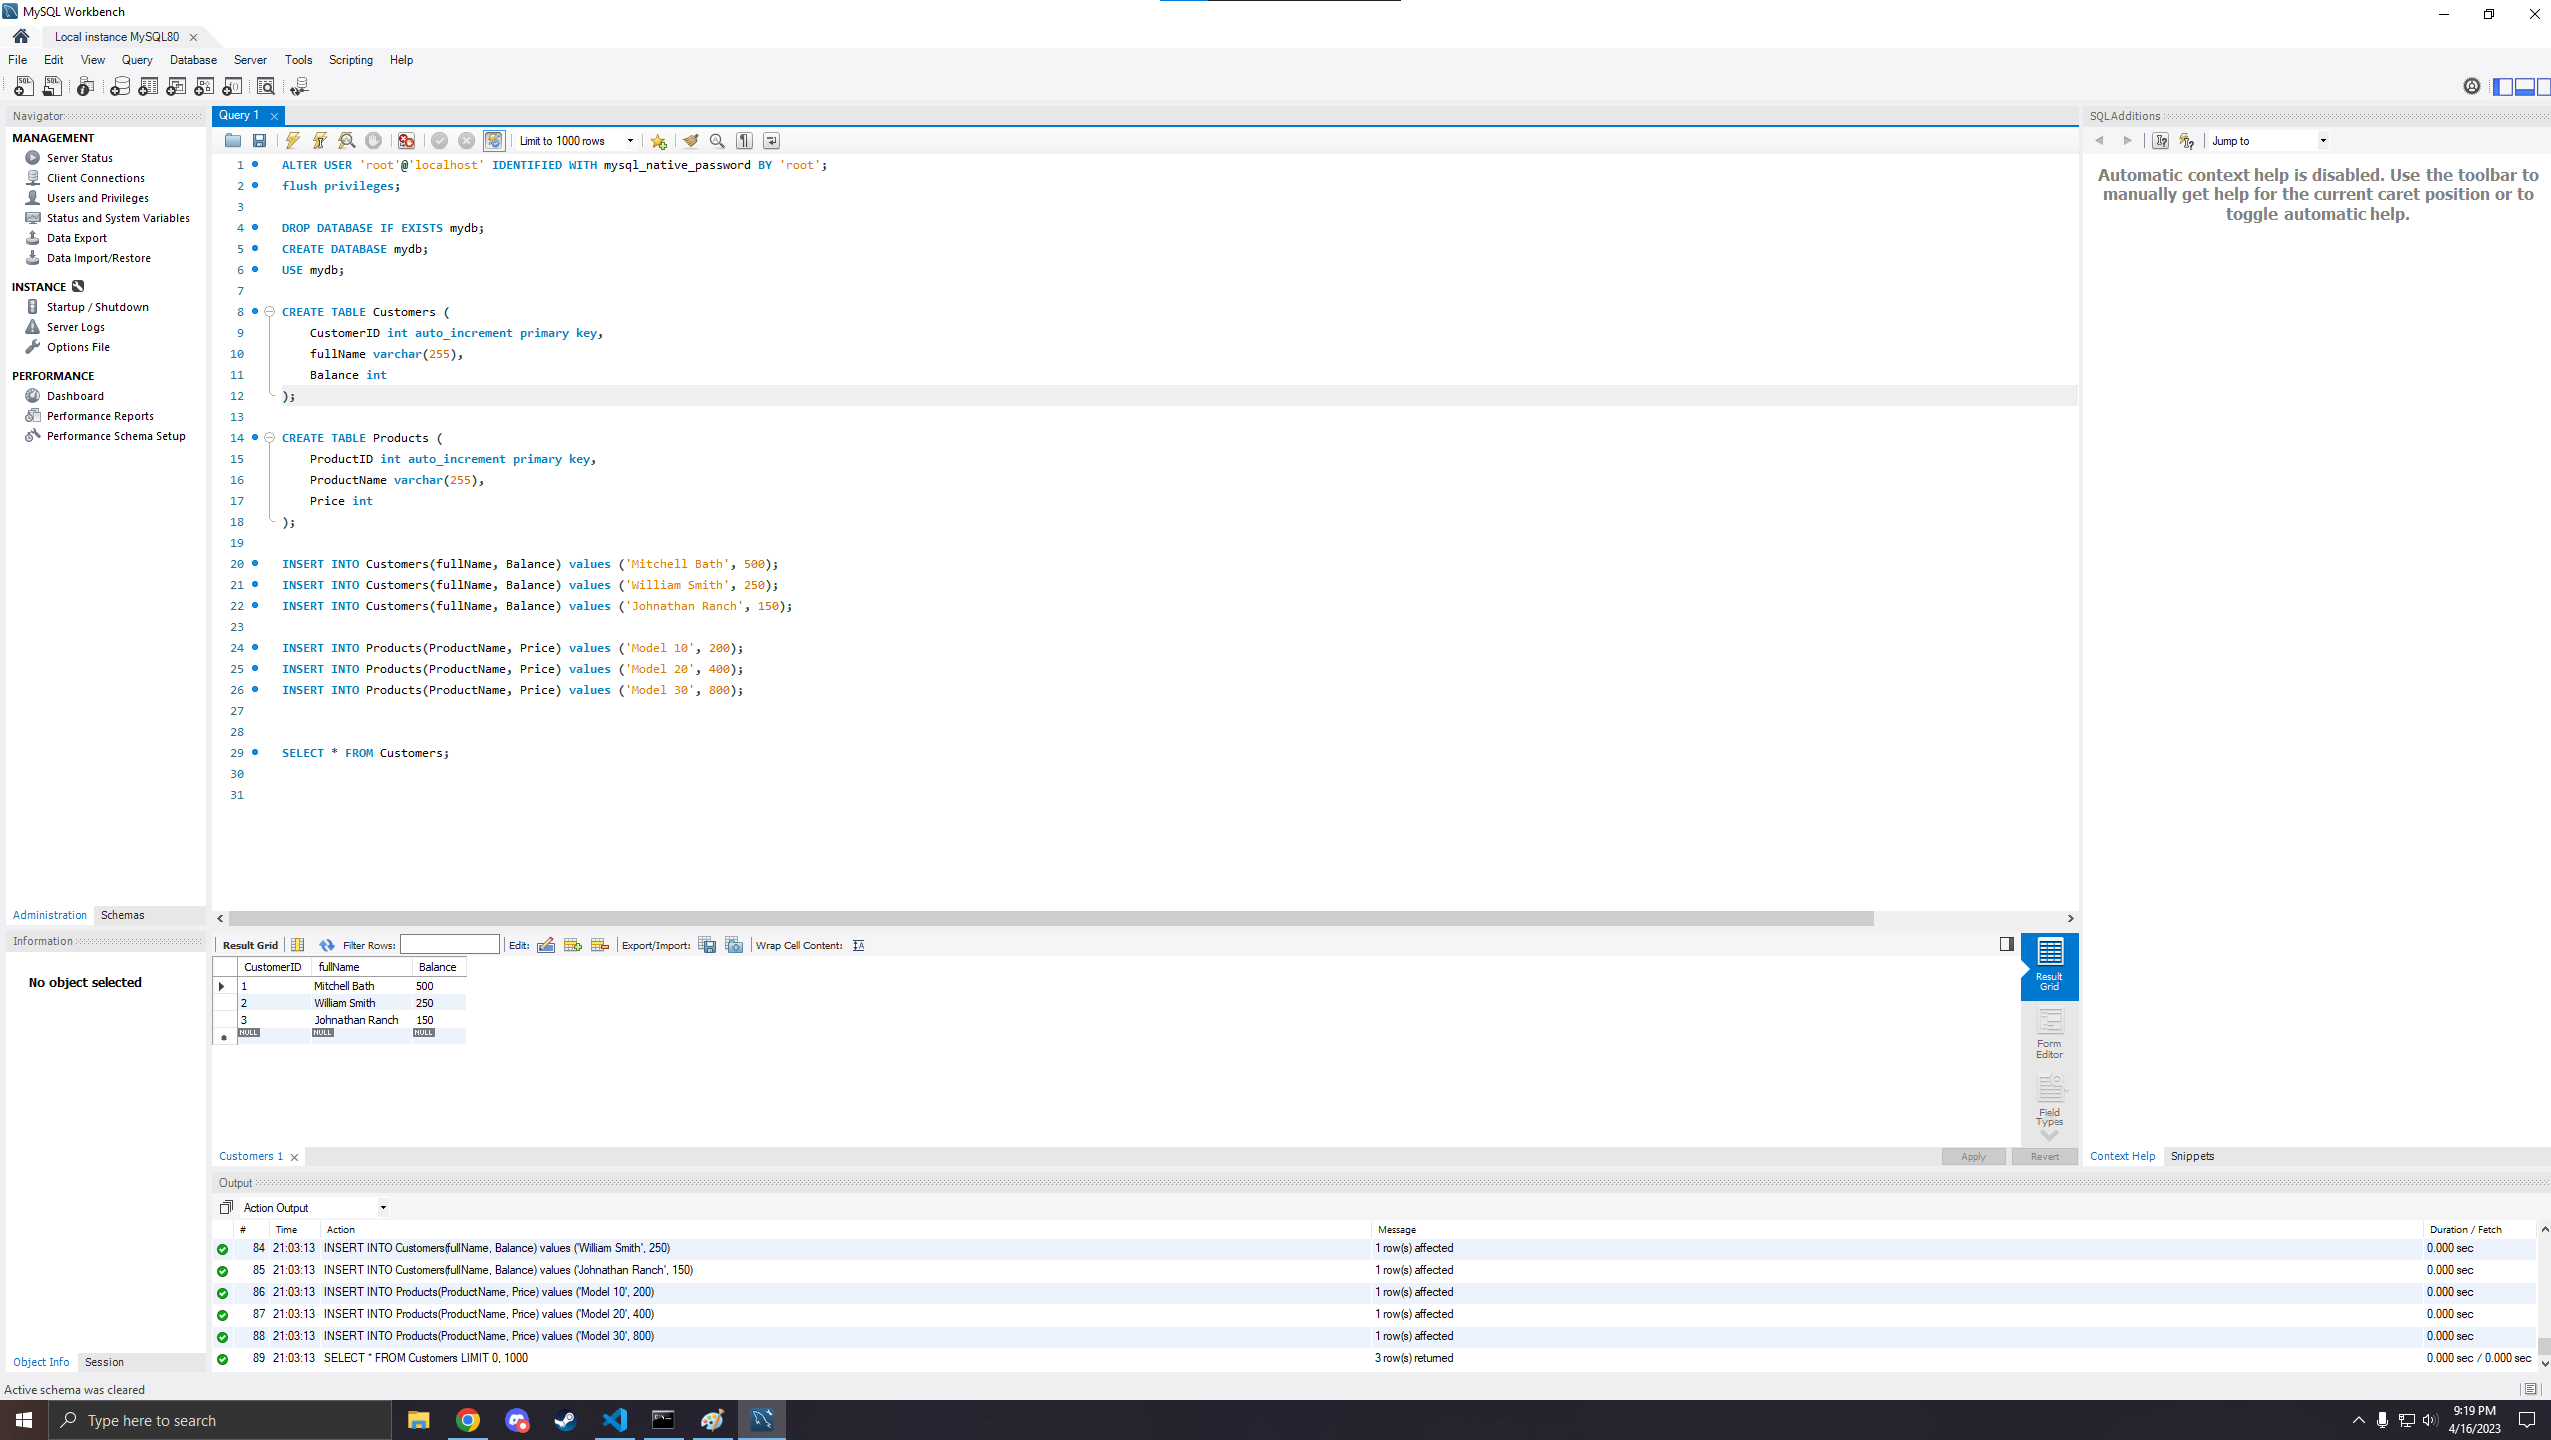 MySQL Workbench
Local instance MySQL80
File Edit View Query Database Server Tools Scripting Help
Navigator
MANAGEMENT
Server Status
Client Connections
Users and Privileges
Status and System Variables
Data Export
Data Import/Restore
INSTANCE
Startup / Shutdown
Server Logs
Options File
PERFORMANCE
Dashboard
Performance Reports
Performance Schema Setup
Administration Schemas
Information
No object selected
Object Info Session
Query 1
Limit to 1000 rows
1 ALTER USER 'root'@'localhost' IDENTIFIED WITH mysql_native_password BY 'root';
2 flush privileges;
3
4 DROP DATABASE IF EXISTS mydb;
5 CREATE DATABASE mydb;
6 USE mydb;
7
8 CREATE TABLE Customers (
9 CustomerID int auto_increment primary key,
10 fullName varchar(255),
11 Balance int
12 );
13
14 CREATE TABLE Products (
15 ProductID int auto_increment primary key,
16 ProductName varchar(255),
17 Price int
18 );
19
20 INSERT INTO Customers(fullName, Balance) values ('Mitchell Bath', 500);
21 INSERT INTO Customers(fullName, Balance) values ('William Smith', 250);
22 INSERT INTO Customers(fullName, Balance) values ('Johnathan Ranch', 150);
23
24 INSERT INTO Products(ProductName, Price) values ('Model 10', 200);
25 INSERT INTO Products(ProductName, Price) values ('Model 20', 400);
26 INSERT INTO Products(ProductName, Price) values ('Model 30', 800);
27
28
29 SELECT * FROM Customers;
30
31
Result Grid Filter Rows: Edit: Export/Import: Wrap Cell Content:
CustomerID fullName Balance
1 Mitchell Bath 500
2 William Smith 250
3 Johnathan Ranch 150
NULL NULL NULL
Result
Grid
Form
Editor
Field
Types
Customers 1
Apply Revert
SQLAdditions
Jump to
Automatic context help is disabled. Use the toolbar to
manually get help for the current caret position or to
toggle automatic help.
Context Help Snippets
Output
Action Output
# Time Action Message Duration / Fetch
84 21:03:13 INSERT INTO Customers(fullName, Balance) values ('William Smith', 250) 1 row(s) affected 0.000 sec
85 21:03:13 INSERT INTO Customers(fullName, Balance) values ('Johnathan Ranch', 150) 1 row(s) affected 0.000 sec
86 21:03:13 INSERT INTO Products(ProductName, Price) values ('Model 10', 200) 1 row(s) affected 0.000 sec
87 21:03:13 INSERT INTO Products(ProductName, Price) values ('Model 20', 400) 1 row(s) affected 0.000 sec
88 21:03:13 INSERT INTO Products(ProductName, Price) values ('Model 30', 800) 1 row(s) affected 0.000 sec
89 21:03:13 SELECT * FROM Customers LIMIT 0, 1000 3 row(s) returned 0.000 sec / 0.000 sec
Active schema was cleared
Type here to search
9:19 PM
4/16/2023